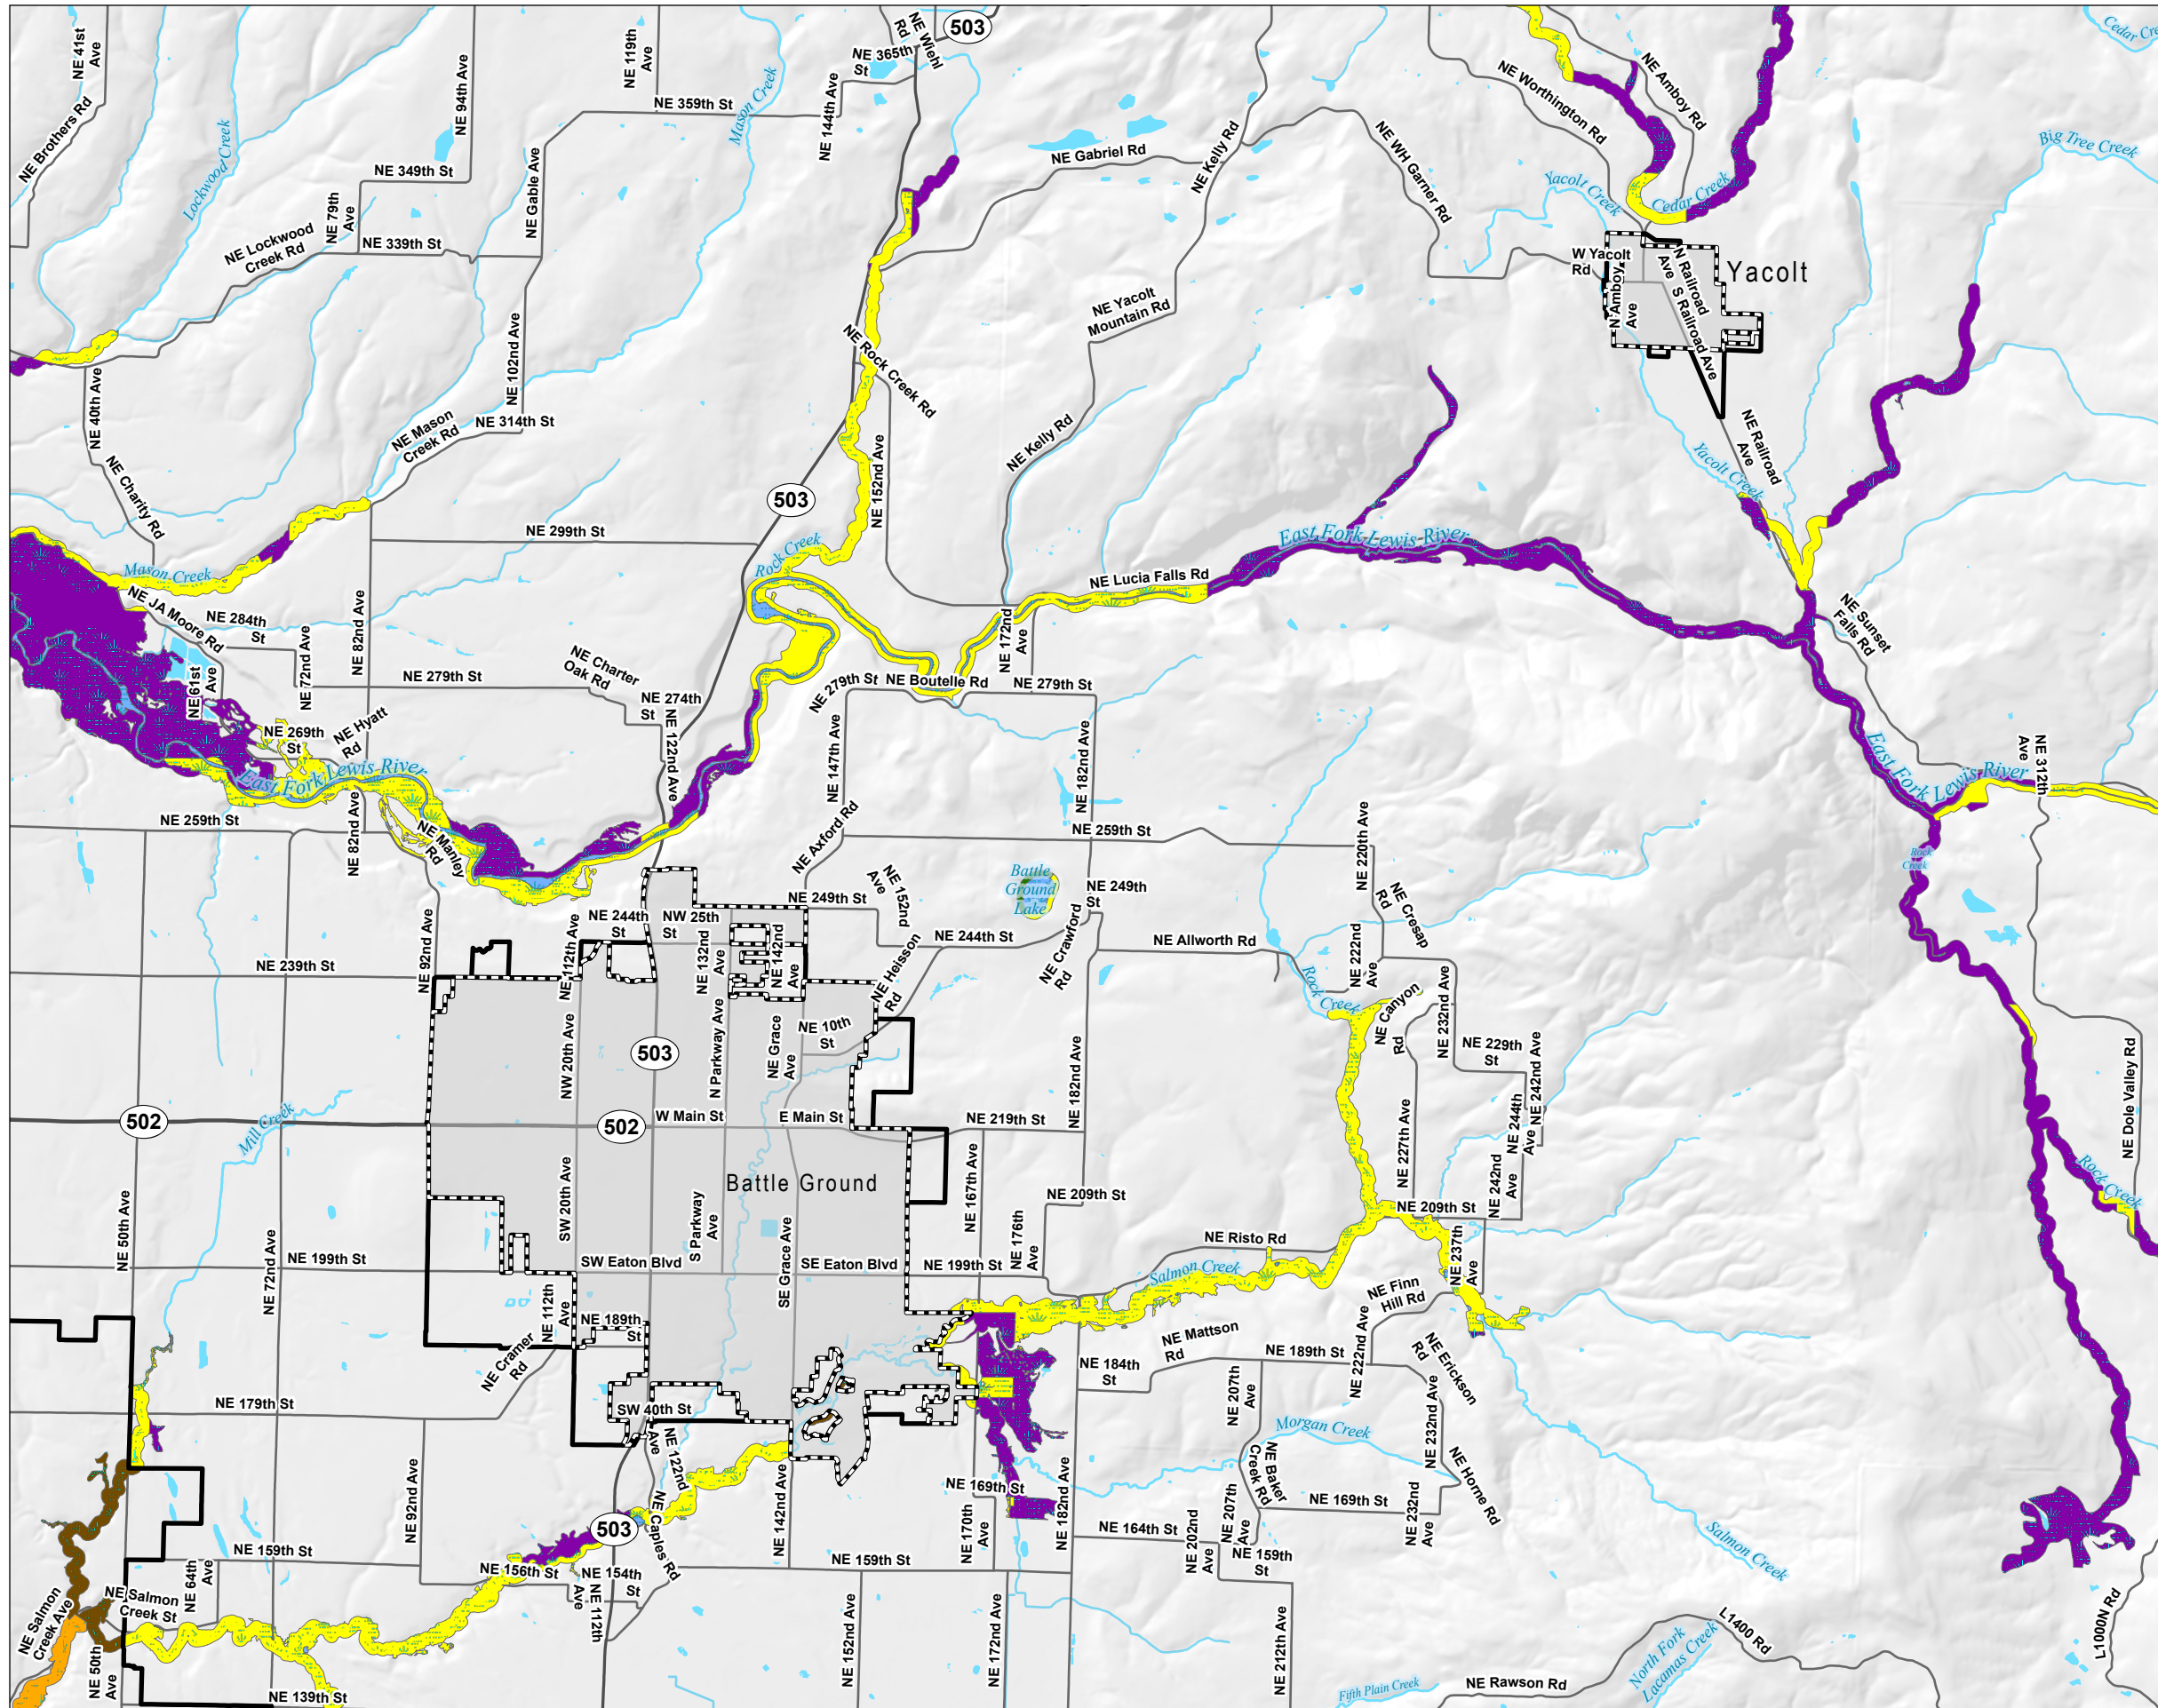 NE 41st
Ave
NE Brothers Rd
Lockwood Creek
NE 94th Ave
NE 119th
Ave
NE 359th St
Mason Creek
NE 144th Ave
NE 365th
St
NE Wiehl
Rd
503
NE Gabriel Rd
NE Kelly Rd
NE Worthington Rd
NE Amboy Rd
NE WH Garner Rd
Yacolt Creek
Cedar Creek
Big Tree Creek
NE 349th St
NE Gable Ave
NE 79th
Ave
NE Lockwood
Creek Rd
NE 339th St
W Yacolt
Rd
N Amboy
Ave
N Railroad
Ave
S Railroad Ave
Yacolt
NE Yacolt
Mountain Rd
NE Rock Creek Rd
NE 102nd Ave
NE 40th Ave
NE Mason
Creek Rd
NE 314th St
NE Charity Rd
NE Kelly Rd
NE 152nd Ave
NE Railroad
Ave
Yacolt Creek
503
NE 299th St
Rock Creek
East Fork Lewis River
Mason Creek
NE Lucia Falls Rd
NE JA Moore Rd
NE 284th
St
NE 82nd Ave
NE 172nd
Ave
NE Sunset
Falls Rd
NE 61st
Ave
NE 72nd Ave
NE 279th St
NE Charter
Oak Rd
NE 274th
St
NE 122nd Ave
NE 279th St
NE Boutelle Rd
NE 279th St
NE 269th
St
NE Hyatt
Rd
NE 147th Ave
NE 182nd Ave
East Fork Lewis River
East Fork Lewis River
NE 312th
Ave
NE 259th St
NE 82nd Ave
NE Manley
Rd
NE Axford Rd
NE 259th St
NE 220th Ave
Rock
Creek
Battle
Ground
Lake
NE 249th St
NE 152nd
Ave
NE 249th
St
NE Crawford
Rd
NE Cresap
Rd
NE 92nd Ave
NE 112th Ave
NE 244th
St
NW 25th
St
NE 132nd
Ave
NE 142nd
Ave
NE 244th St
NE Heisson
Rd
NE Allworth Rd
NE 222nd
Ave
NE 239th St
Rock Creek
NE Canyon
Rd
NE 232nd Ave
NE 229th
St
NE 242nd Ave
NE 10th
St
NW 20th Ave
503
N Parkway Ave
NE Grace
Ave
NE 182nd Ave
NE Dole Valley Rd
502
Mill Creek
502
W Main St
E Main St
NE 219th St
NE 227th Ave
NE 244th
Ave
NE 242nd
Ave
Rock Creek
Battle Ground
NE 50th Ave
NE 72nd Ave
NE 199th St
SW 20th Ave
S Parkway
Ave
SE Grace Ave
SW Eaton Blvd
SE Eaton Blvd
NE 199th St
NE 167th Ave
NE 176th
Ave
NE 209th St
NE Risto Rd
NE 209th St
NE 237th
Ave
Salmon Creek
NE Finn
Hill Rd
NE 112th
Ave
NE 189th
St
NE Cramer
Rd
NE Mattson
Rd
NE 184th
St
NE 189th St
NE 222nd Ave
NE Erickson
Rd
NE 179th St
SW 40th St
NE 207th
Ave
NE 232nd Ave
Morgan Creek
NE 122nd
Ave
NE 92nd Ave
NE 142nd Ave
NE 169th St
NE 170th
Ave
NE 182nd Ave
NE Baker
Creek Rd
NE 207th
Ave
NE 169th St
NE 232nd
Ave
NE Horne Rd
503
NE Caples Rd
NE 164th St
NE 202nd
Ave
NE 159th
St
Salmon Creek
NE 159th St
NE 64th
Ave
NE 156th St
NE 154th
St
NE 112th
Ave
NE 159th St
NE Salmon
Creek St
NE Salmon
Creek Ave
NE 50th
Ave
NE 139th St
NE 152nd Ave
NE 172nd Ave
NE 212th Ave
Fifth Plain Creek
NE Rawson Rd
North Fork
Lacamas Creek
L1400 Rd
L1000N Rd